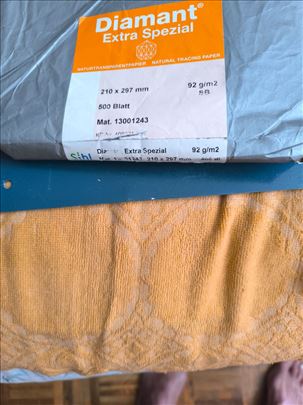 Diamant®
Extra Spezial
NATURTRANSPARENTPAPIER NATURAL TRACING PAPER
210 x 297 mm 92 g/m2
SB
500 Blatt
Mat. 13001243
Sihl
Extra Spezial 92 g/m2
210 x 297 mm